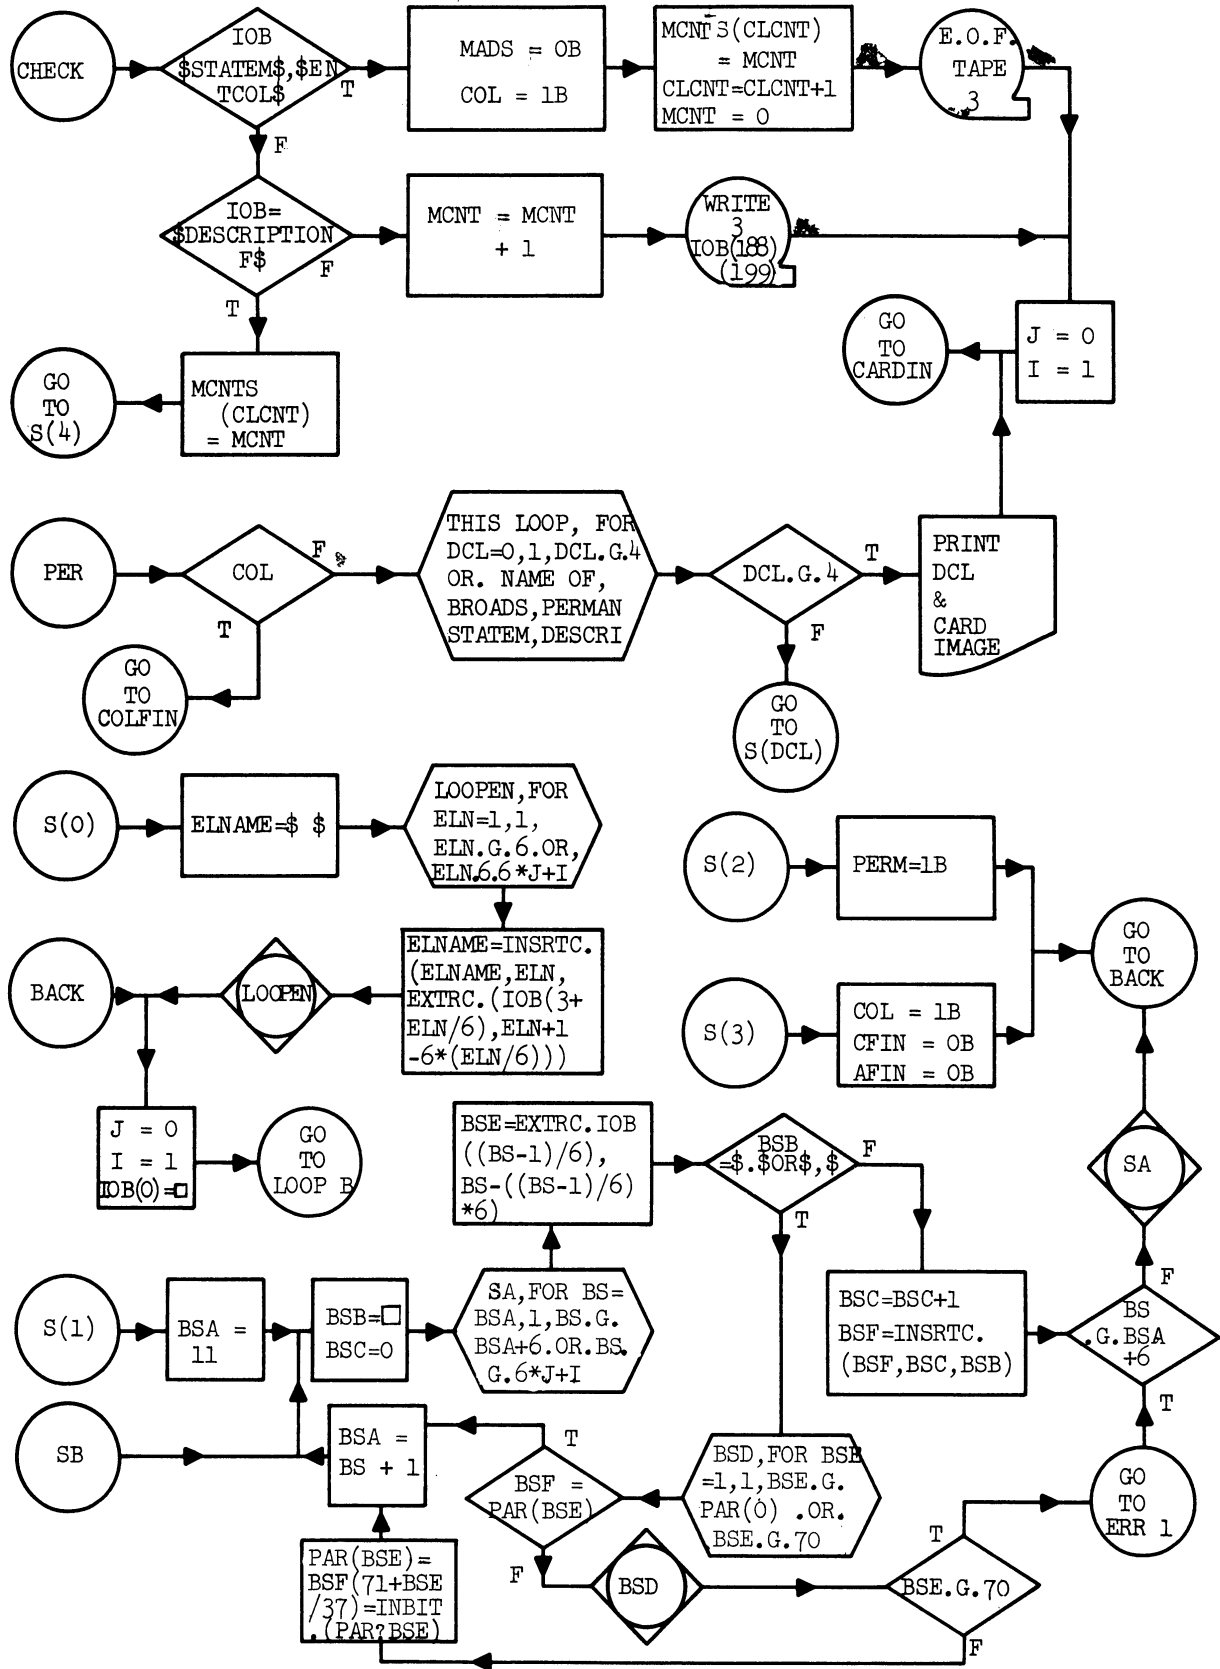 CHECK
IOB
$STATEM$,$EN
TCOL$
T
F
MADS = 0B
COL = 1B
MCNTS(CLCNT)
= MCNT
CLCNT=CLCNT+1
MCNT = 0
E.O.F.
TAPE
3
IOB=
$DESCRIPTION
F$
F
T
MCNT = MCNT
+ 1
WRITE
3
IOB(188)
(199)
GO
TO
CARDIN
J = 0
I = 1
GO
TO
S(4)
MCNTS
(CLCNT)
= MCNT
PER
COL
F
T
GO
TO
COLFIN
THIS LOOP, FOR
DCL=0,1,DCL.G.4
OR. NAME OF,
BROADS,PERMAN
STATEM,DESCRI
DCL.G.4
T
F
PRINT
DCL
&
CARD
IMAGE
GO
TO
S(DCL)
S(0)
ELNAME=$ $
LOOPEN,FOR
ELN=1,1,
ELN.G.6.OR,
ELN.6.6*J+I
S(2)
PERM=1B
BACK
LOOPEN
ELNAME=INSRTC.
(ELNAME,ELN,
EXTRC.(IOB(3+
ELN/6),ELN+1
-6*(ELN/6)))
GO
TO
BACK
S(3)
COL = 1B
CFIN = 0B
AFIN = 0B
J = 0
I = 1
IOB(0)=□
GO
TO
LOOP B
BSE=EXTRC.IOB
((BS-1)/6),
BS-((BS-1)/6)
*6)
BSB
=$.$OR$,$
F
T
SA
S(1)
BSA =
11
BSB=□
BSC=0
SA,FOR BS=
BSA,1,BS.G.
BSA+6.OR.BS.
G.6*J+I
BSC=BSC+1
BSF=INSRTC.
(BSF,BSC,BSB)
F
BS
.G.BSA
+6
T
SB
BSA =
BS + 1
T
BSF =
PAR(BSE)
F
BSD,FOR BSE
=1,1,BSE.G.
PAR(0) .OR.
BSE.G.70
GO
TO
ERR 1
PAR(BSE)=
BSF(71+BSE
/37)=INBIT
.(PAR?BSE)
BSD
T
BSE.G.70
F